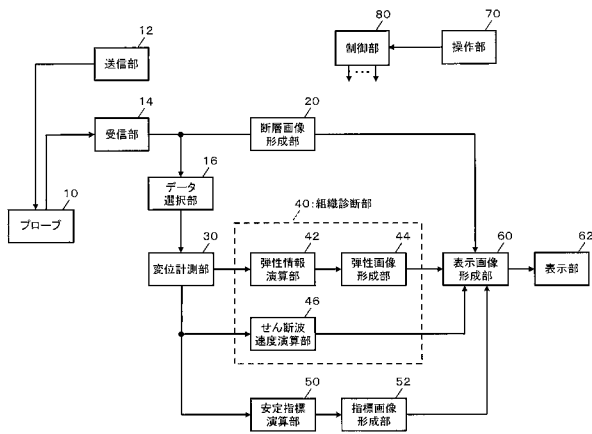 80
制御部
70
操作部
12
送信部
14
受信部
20
断層画像
形成部
16
データ
選択部
10
プローブ
40:組織診断部
30
変位計測部
42
弾性情報
演算部
44
弾性画像
形成部
60
表示画像
形成部
62
表示部
46
せん断波
速度演算部
50
安定指標
演算部
52
指標画像
形成部